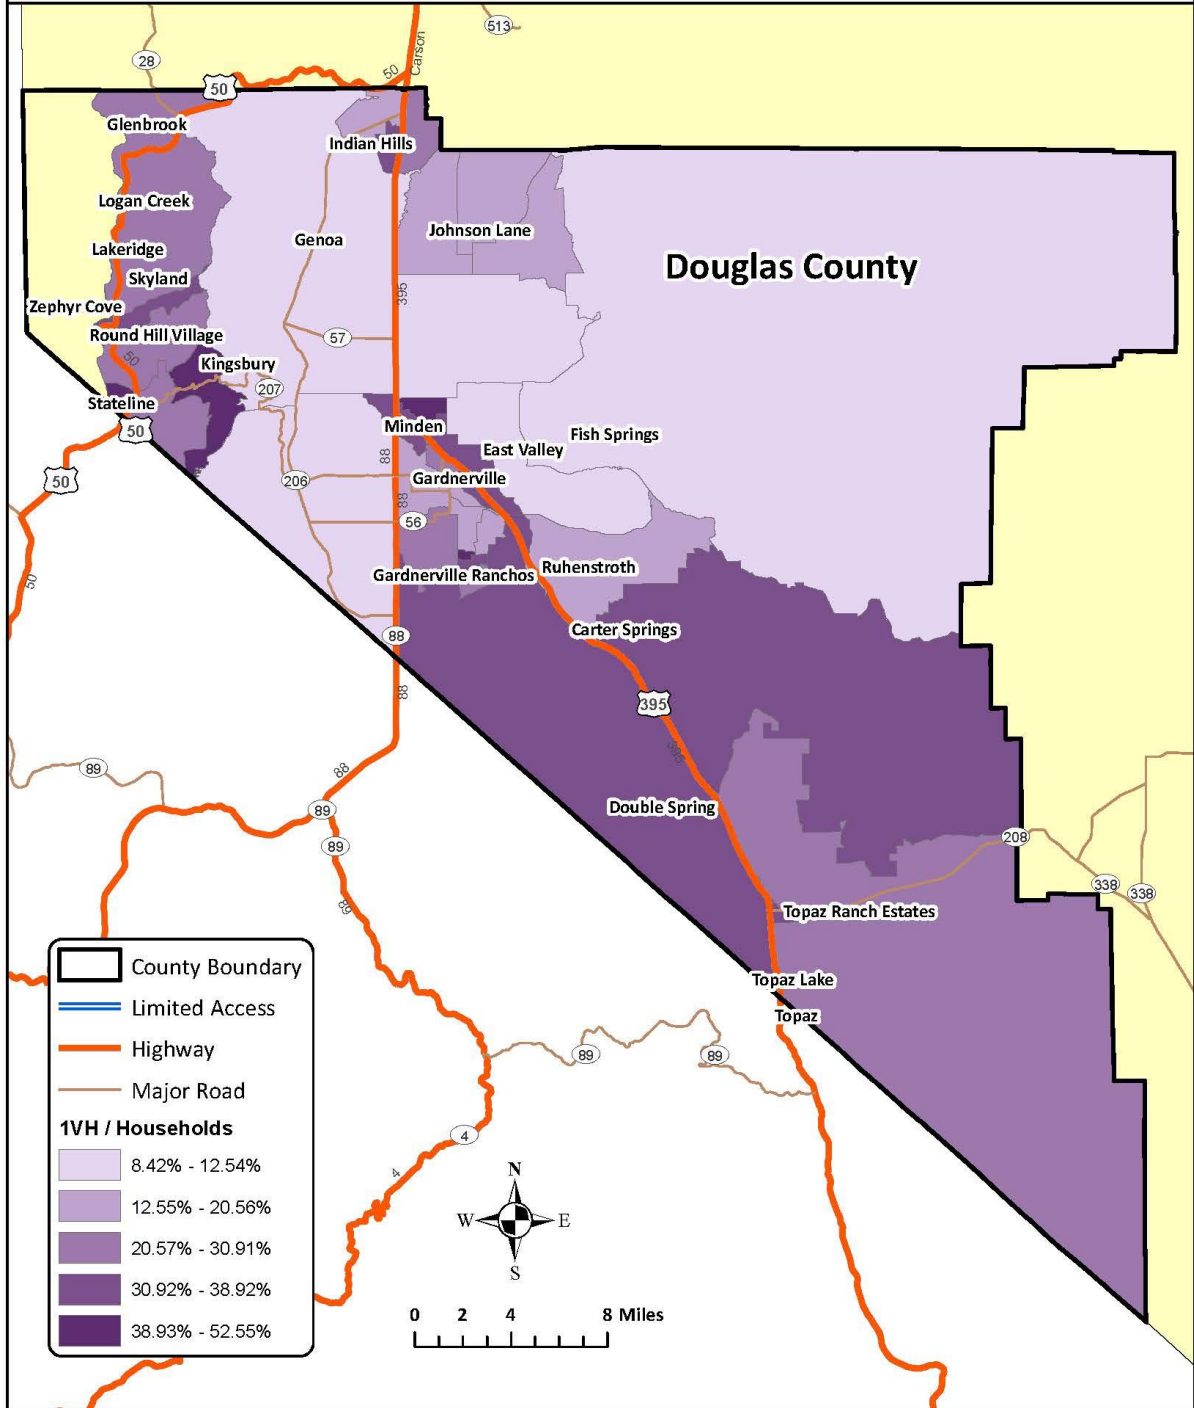 513
28
50
Carson
50
Glenbrook
Indian Hills
Logan Creek
Johnson Lane
Genoa
Lakeridge
Douglas County
Skyland
395
Zephyr Cove
Round Hill Village
57
50
Kingsbury
207
Stateline
50
Minden
Fish Springs
East Valley
88
50
206
Gardnerville
88
56
50
Ruhenstroth
Gardnerville Ranchos
Carter Springs
88
88
395
395
89
88
Double Spring
89
208
89
338
338
89
Topaz Ranch Estates
Topaz Lake
Topaz
89
89
4
4
County Boundary
Limited Access
Highway
Major Road
1VH / Households
8.42% - 12.54%
12.55% - 20.56%
20.57% - 30.91%
30.92% - 38.92%
38.93% - 52.55%
N
W
E
S
0 2 4 8 Miles